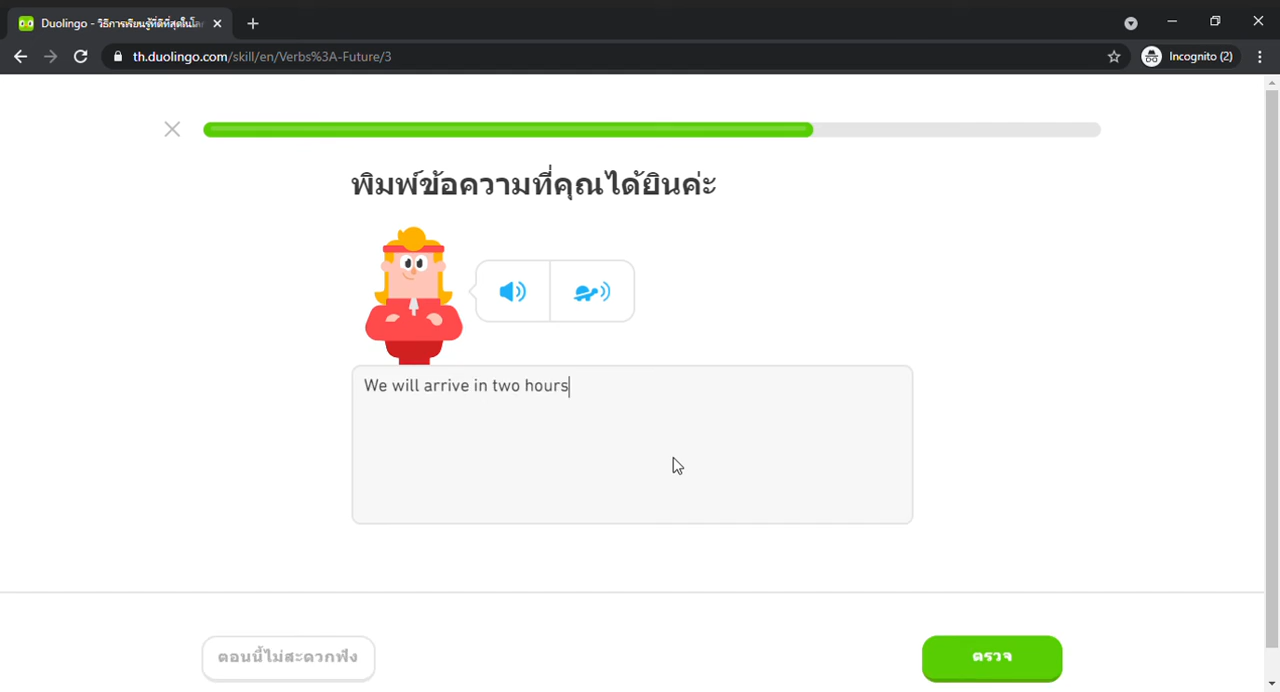 Duolingo - วิธีการเรียนรู้ที่ดีที่สุดในโลก
th.duolingo.com/skill/en/Verbs%3A-Future/3
Incognito (2)
พิมพ์ข้อความที่คุณได้ยินค่ะ
We will arrive in two hours
ตอนนี้ไม่สะดวกฟัง
ตรวจ